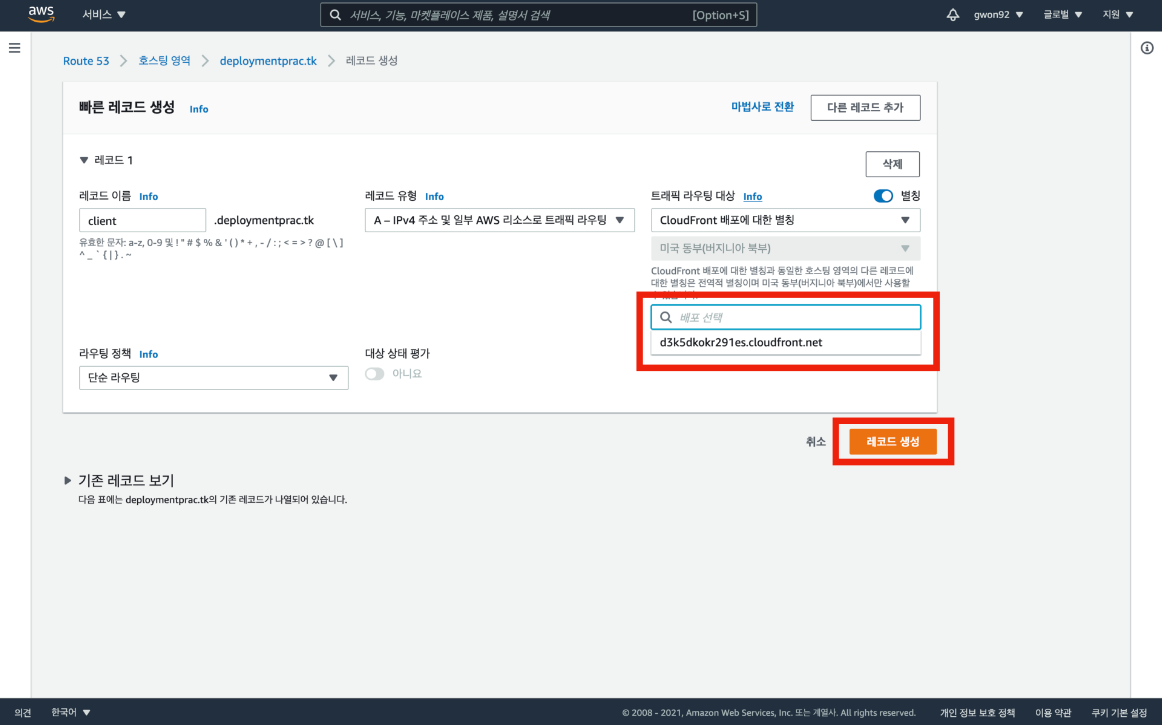 aws
서비스
서비스, 기능, 마켓플레이스 제품, 설명서 검색
[Option+S]
gwon92
글로벌
지원
Route 53
호스팅 영역
deploymentprac.tk
레코드 생성
빠른 레코드 생성
Info
마법사로 전환
다른 레코드 추가
레코드 1
삭제
레코드 이름 Info
레코드 유형 Info
트래픽 라우팅 대상 Info
별칭
client
.deploymentprac.tk
A – IPv4 주소 및 일부 AWS 리소스로 트래픽 라우팅
CloudFront 배포에 대한 별칭
유효한 문자: a-z, 0-9 및 ! " # $ % & ' ( ) * + , - / : ; < = > ? @ [ \ ]
^ _ ` { | } . ~
미국 동부(버지니아 북부)
CloudFront 배포에 대한 별칭과 동일한 호스팅 영역의 다른 레코드에
대한 별칭은 전역적 별칭이며 미국 동부(버지니아 북부)에서만 사용할
배포 선택
d3k5dkokr291es.cloudfront.net
라우팅 정책 Info
대상 상태 평가
단순 라우팅
아니요
취소
레코드 생성
기존 레코드 보기
다음 표에는 deploymentprac.tk의 기존 레코드가 나열되어 있습니다.
의견
한국어
© 2008 - 2021, Amazon Web Services, Inc. 또는 계열사. All rights reserved.
개인 정보 보호 정책
이용 약관
쿠키 기본 설정